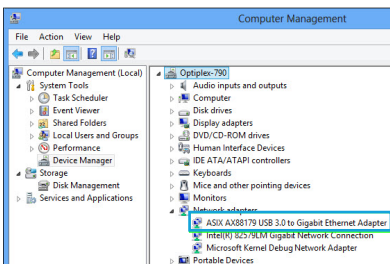 Computer Management
File Action View Help
Computer Management (Local)
System Tools
Task Scheduler
Event Viewer
Shared Folders
Local Users and Groups
Performance
Device Manager
Storage
Disk Management
Services and Applications
Optiplex-790
Audio inputs and outputs
Computer
Disk drives
Display adapters
DVD/CD-ROM drives
Human Interface Devices
IDE ATA/ATAPI controllers
Keyboards
Mice and other pointing devices
Monitors
Network adapters
ASIX AX88179 USB 3.0 to Gigabit Ethernet Adapter
Intel(R) 82579LM Gigabit Network Connection
Microsoft Kernel Debug Network Adapter
Portable Devices